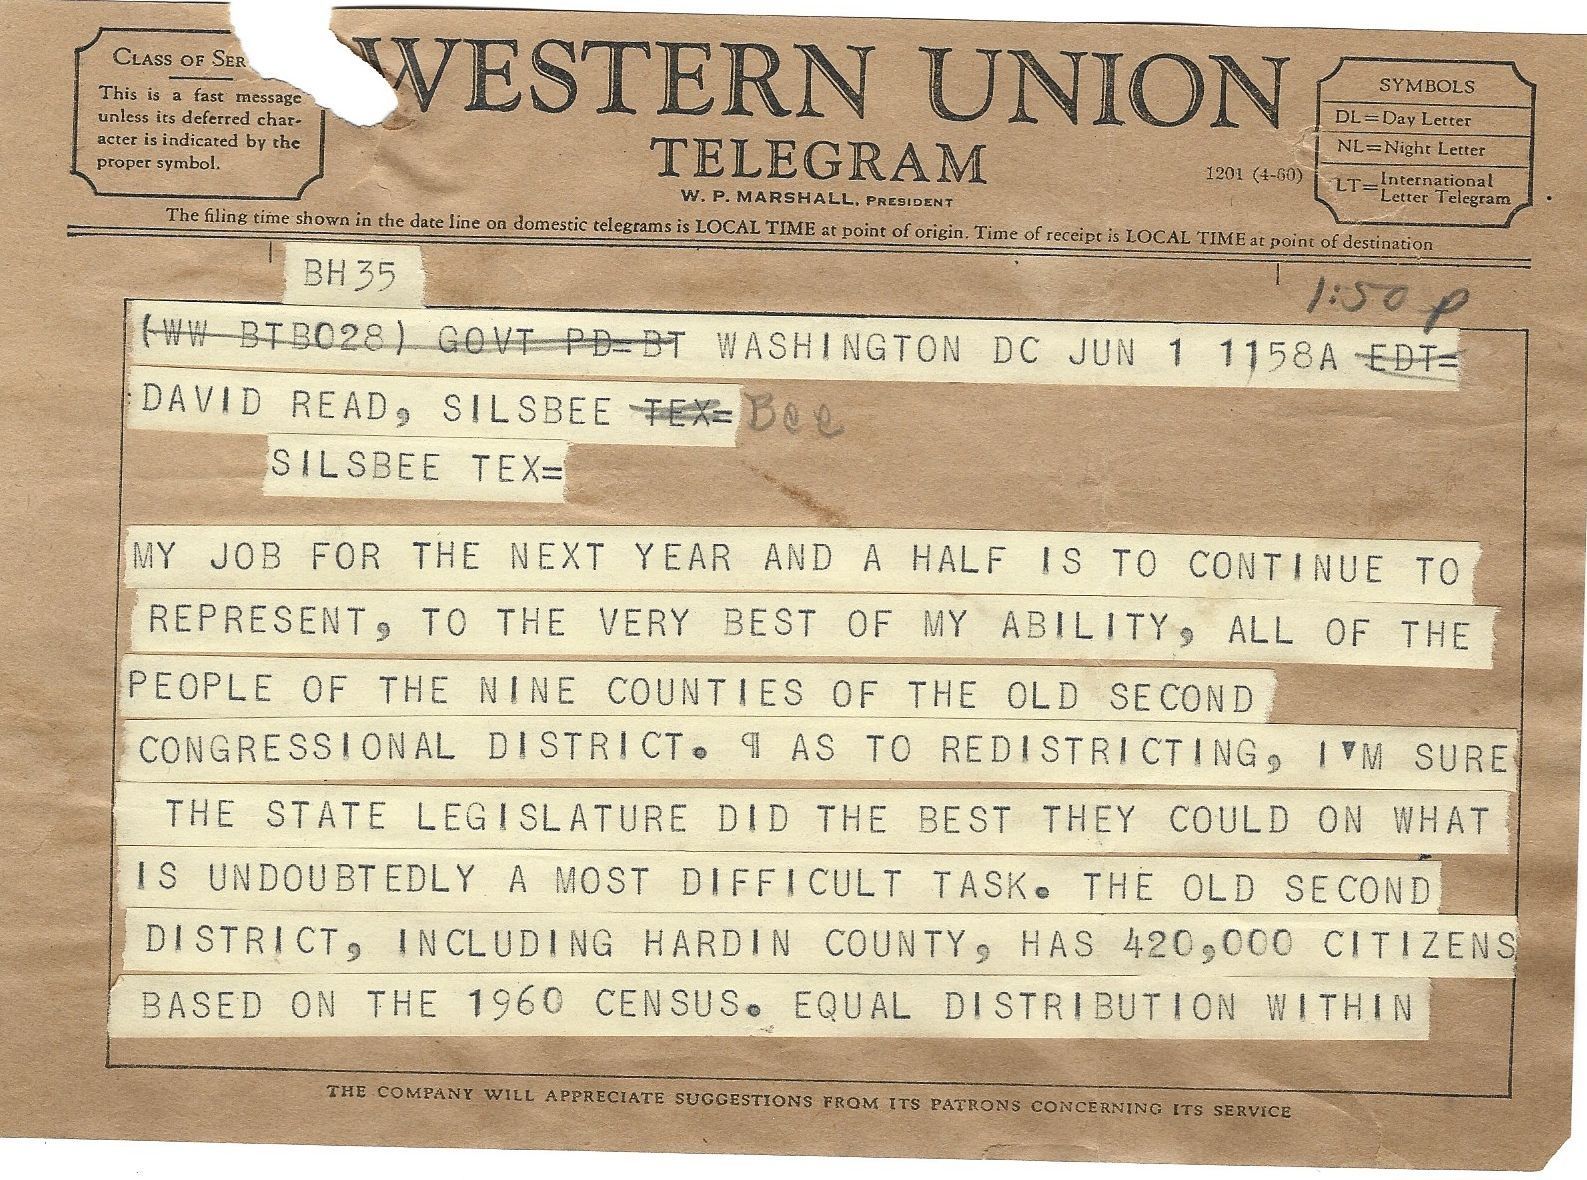 CLASS OF SER
This is a fast message
unless its deferred char-
acter is indicated by the
proper symbol.
WESTERN UNION
TELEGRAM
W. P. MARSHALL, PRESIDENT
1201 (4-60)
SYMBOLS
DL=Day Letter
NL=Night Letter
LT=International Letter Telegram
The filing time shown in the date line on domestic telegrams is LOCAL TIME at point of origin. Time of receipt is LOCAL TIME at point of destination
BH35
1:50 p
(WW BTB028) GOVT PD=BT WASHINGTON DC JUN 1 1158A EDT=
DAVID READ, SILSBEE TEX= Bee
SILSBEE TEX=
MY JOB FOR THE NEXT YEAR AND A HALF IS TO CONTINUE TO
REPRESENT, TO THE VERY BEST OF MY ABILITY, ALL OF THE
PEOPLE OF THE NINE COUNTIES OF THE OLD SECOND
CONGRESSIONAL DISTRICT. ¶ AS TO REDISTRICTING, I'M SURE
THE STATE LEGISLATURE DID THE BEST THEY COULD ON WHAT
IS UNDOUBTEDLY A MOST DIFFICULT TASK. THE OLD SECOND
DISTRICT, INCLUDING HARDIN COUNTY, HAS 420,000 CITIZENS
BASED ON THE 1960 CENSUS. EQUAL DISTRIBUTION WITHIN
THE COMPANY WILL APPRECIATE SUGGESTIONS FROM ITS PATRONS CONCERNING ITS SERVICE